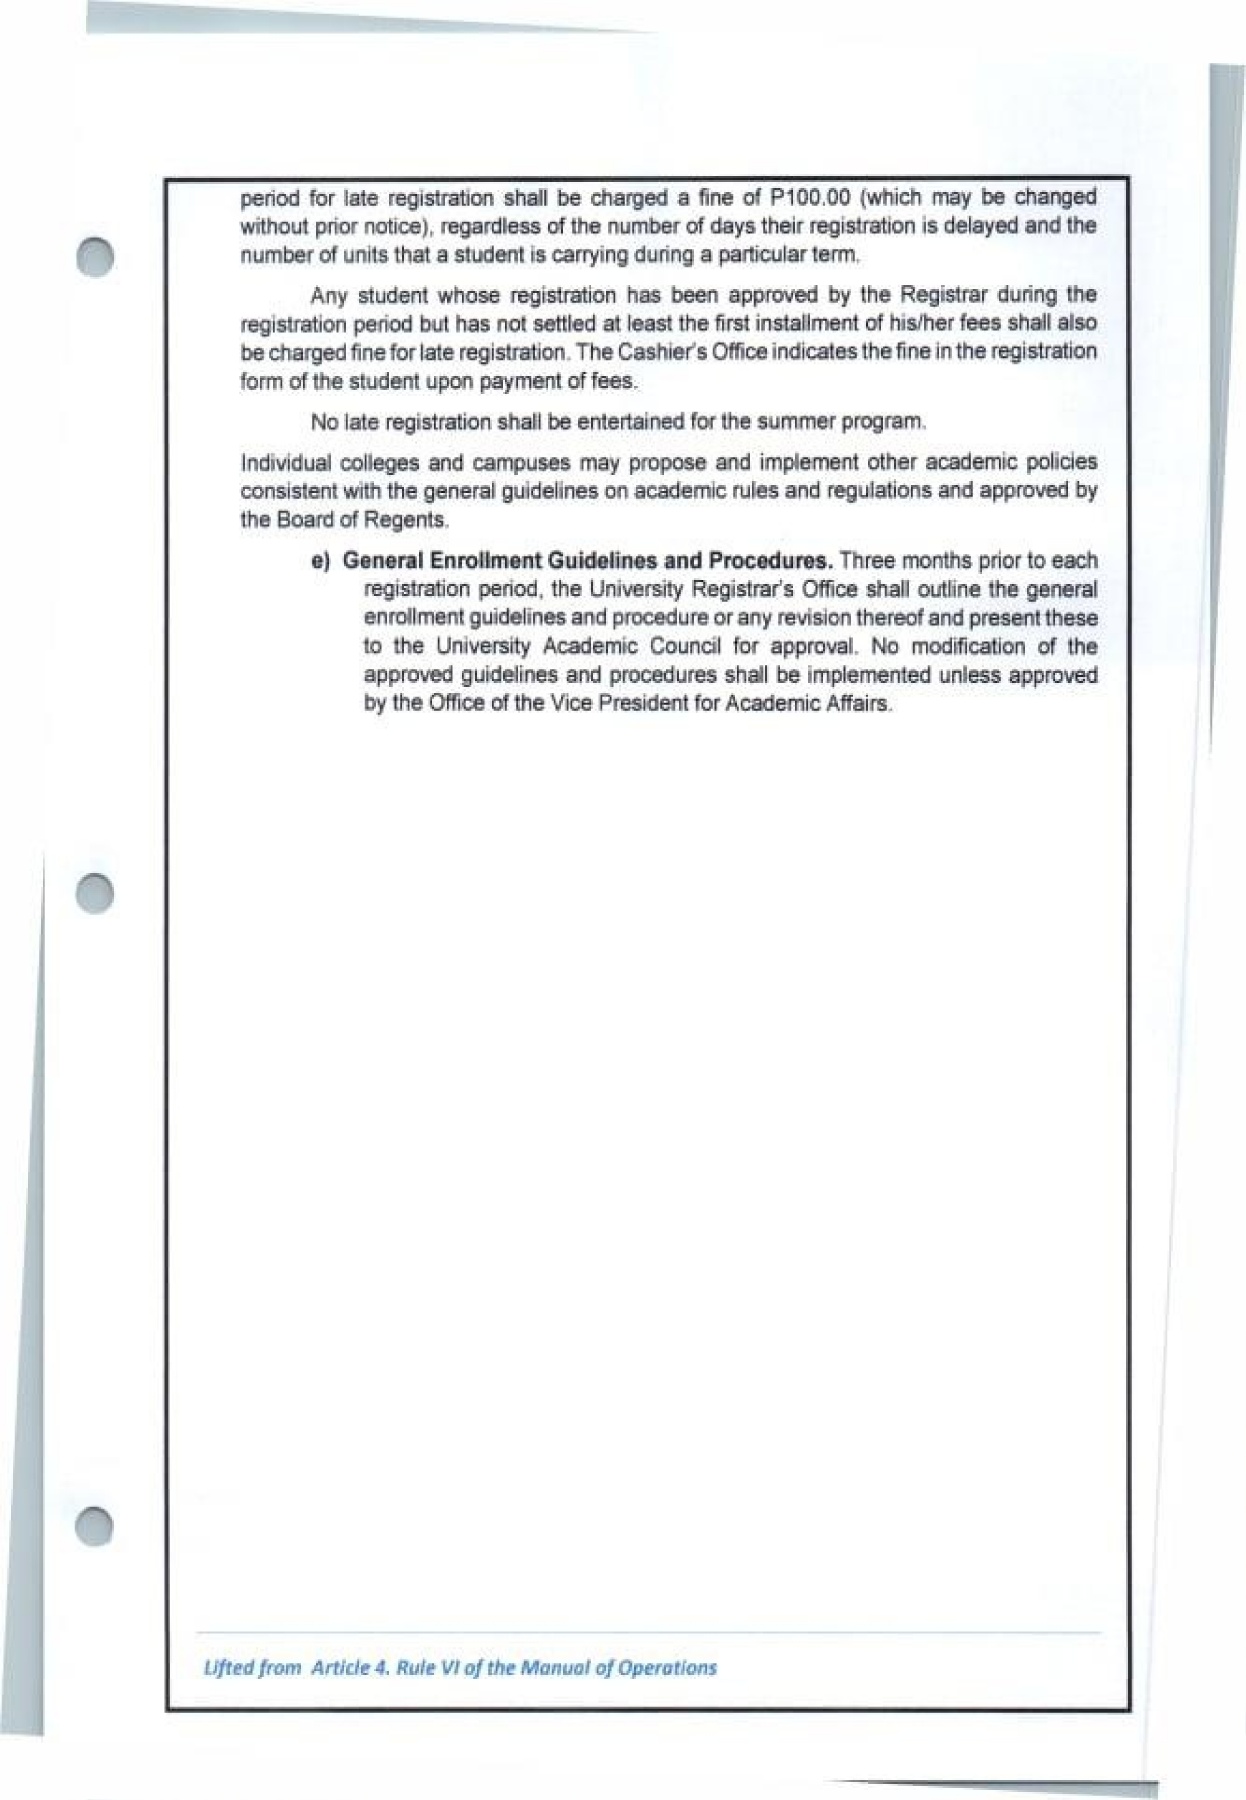 period for late registration shall be charged a fine of P100.00 (which may be changed
without prior notice), regardless of the number of days their registration is delayed and the
number of units that a student is carrying during a particular term.
Any student whose registration has been approved by the Registrar during the
registration period but has not settled at least the first installment of his/her fees shall also
be charged fine for late registration. The Cashier's Office indicates the fine in the registration
form of the student upon payment of fees.
No late registration shall be entertained for the summer program.
Individual colleges and campuses may propose and implement other academic policies
consistent with the general guidelines on academic rules and regulations and approved by
the Board of Regents.
e) General Enrollment Guidelines and Procedures. Three months prior to each
registration period, the University Registrar's Office shall outline the general
enrollment guidelines and procedure or any revision thereof and present these
to the University Academic Council for approval. No modification of the
approved guidelines and procedures shall be implemented unless approved
by the Office of the Vice President for Academic Affairs.
Lifted from Article 4. Rule VI of the Manual of Operations